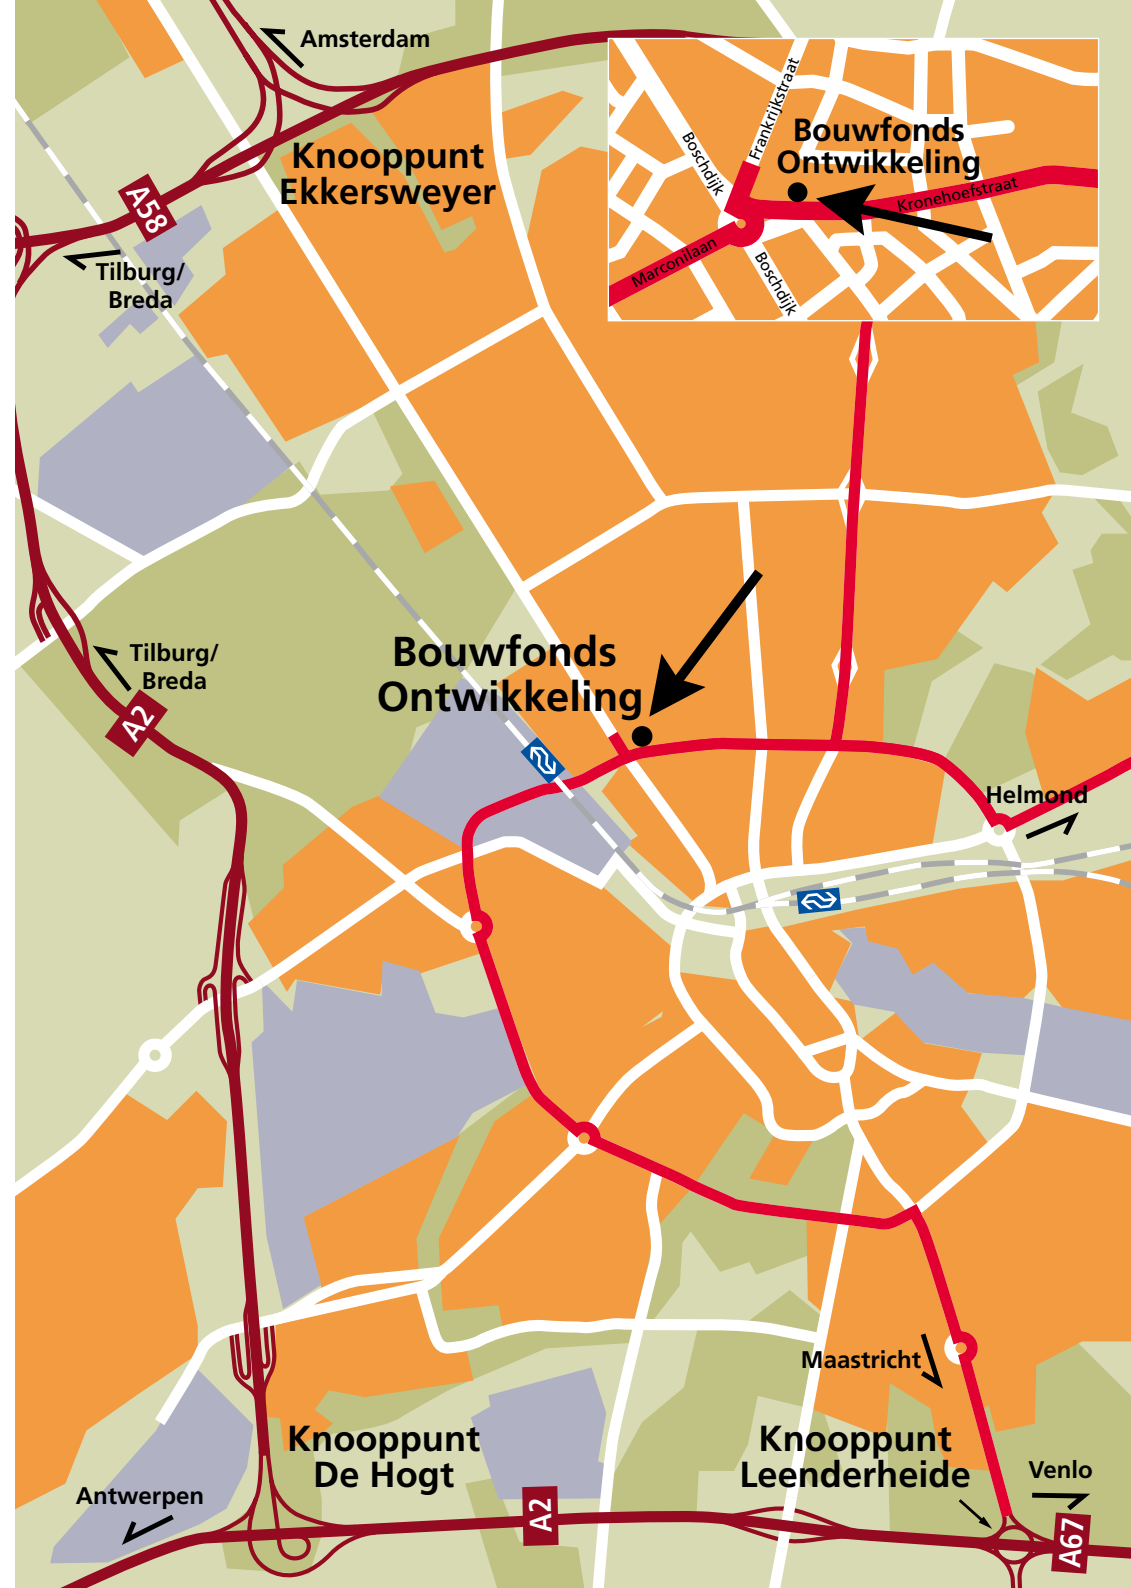 Amsterdam
Knooppunt
Ekkersweyer
A58
Tilburg/
Breda
Frankrijkstraat
Boschdijk
Bouwfonds
Ontwikkeling
Kronehoefstraat
Marconilaan
Boschdijk
Tilburg/
Breda
A2
Bouwfonds
Ontwikkeling
Helmond
Maastricht
Knooppunt
De Hogt
Knooppunt
Leenderheide
Venlo
Antwerpen
A2
A67